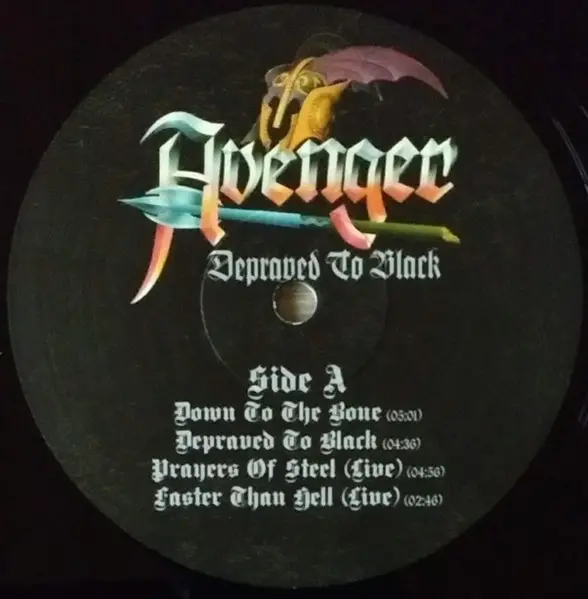 Avenger
Depraved To Black
Side A
Down To The Bone (05:01)
Depraved To Black (04:36)
Prayers Of Steel (Live) (04:56)
Faster Than Hell (Live) (02:46)